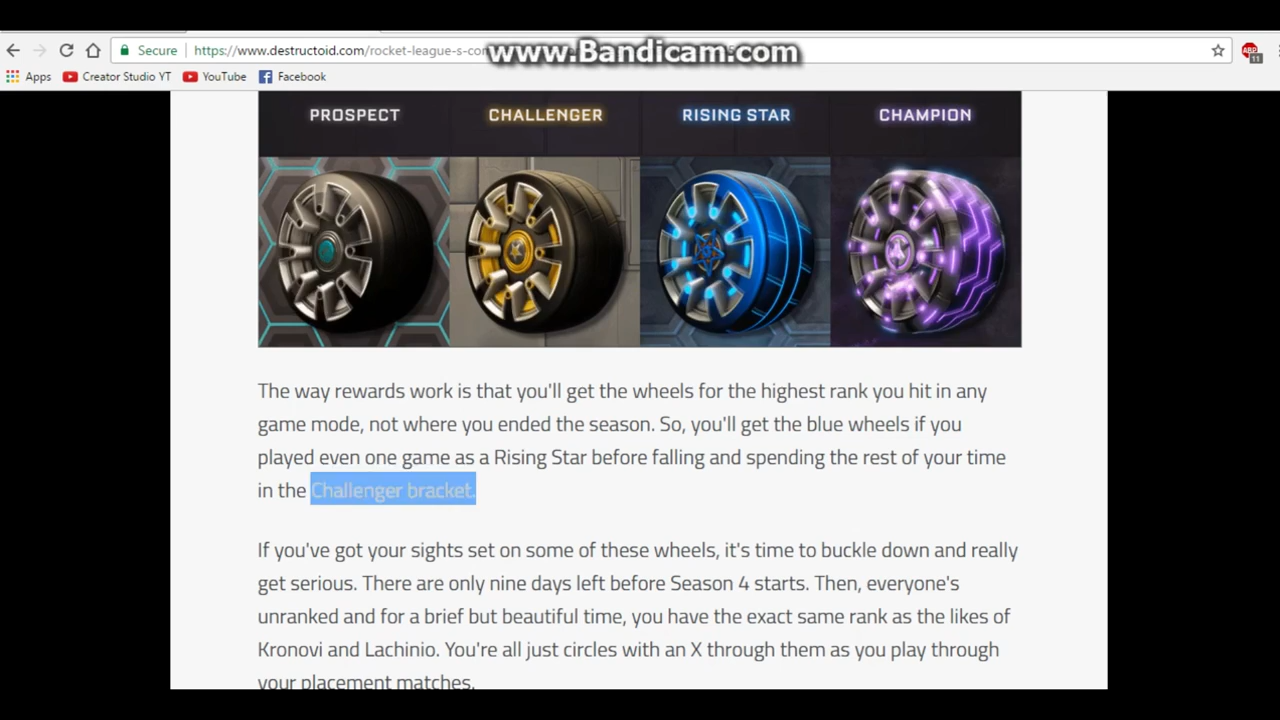 Secure https://www.destructoid.com/rocket-league-s-co
www.Bandicam.com
ABP
11
Apps Creator Studio YT YouTube Facebook
PROSPECT CHALLENGER RISING STAR CHAMPION
The way rewards work is that you'll get the wheels for the highest rank you hit in any
game mode, not where you ended the season. So, you'll get the blue wheels if you
played even one game as a Rising Star before falling and spending the rest of your time
in the Challenger bracket.
If you've got your sights set on some of these wheels, it's time to buckle down and really
get serious. There are only nine days left before Season 4 starts. Then, everyone's
unranked and for a brief but beautiful time, you have the exact same rank as the likes of
Kronovi and Lachinio. You're all just circles with an X through them as you play through
your placement matches.